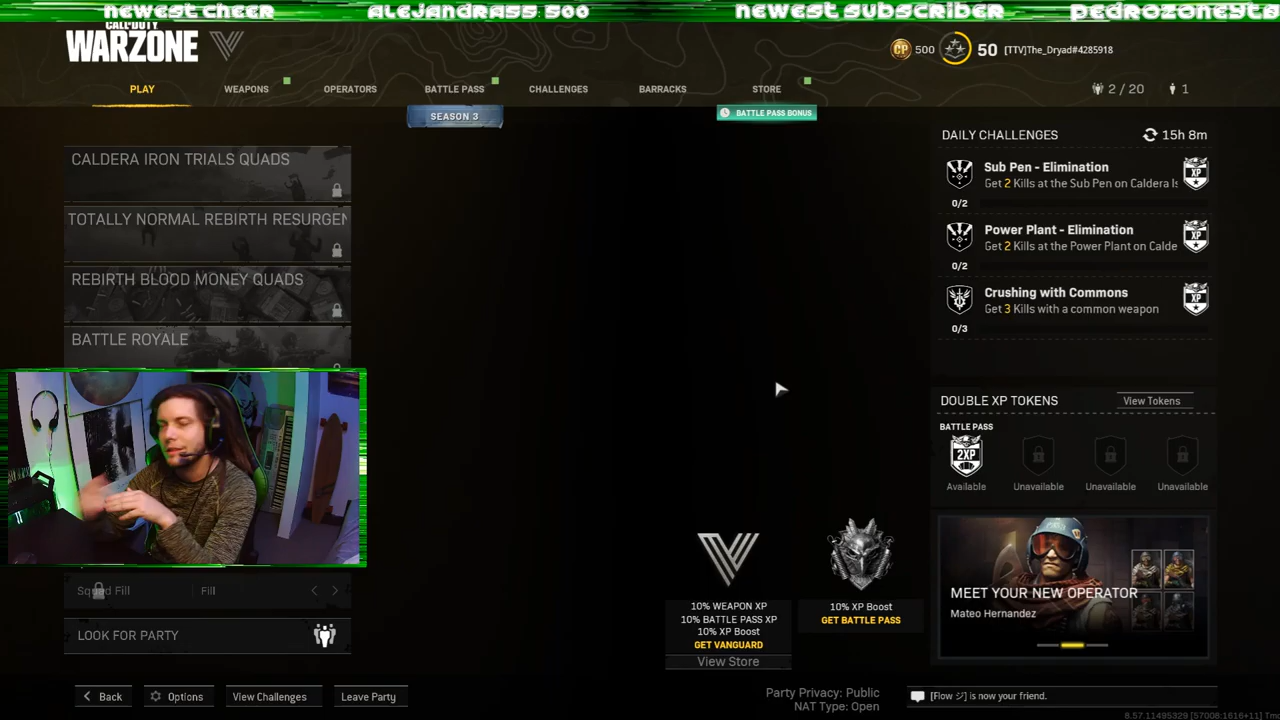 newest cheer alejandrass 500 newest subscriber pedrozoneyta
CALL OF DUTY
WARZONE
500 50 [TTV]The_Dryad#4285918
PLAY WEAPONS OPERATORS BATTLE PASS CHALLENGES BARRACKS STORE 2 / 20 1
SEASON 3 BATTLE PASS BONUS
DAILY CHALLENGES 15h 8m
CALDERA IRON TRIALS QUADS
Sub Pen - Elimination
Get 2 Kills at the Sub Pen on Caldera Is
XP
0/2
TOTALLY NORMAL REBIRTH RESURGEN
Power Plant - Elimination
Get 2 Kills at the Power Plant on Calde
XP
0/2
REBIRTH BLOOD MONEY QUADS
Crushing with Commons
Get 3 Kills with a common weapon
XP
0/3
BATTLE ROYALE
DOUBLE XP TOKENS View Tokens
BATTLE PASS
2XP
Available Unavailable Unavailable Unavailable
MEET YOUR NEW OPERATOR
Mateo Hernandez
10% WEAPON XP
10% BATTLE PASS XP
10% XP Boost
GET VANGUARD
View Store
10% XP Boost
GET BATTLE PASS
Squad Fill Fill
LOOK FOR PARTY
Back Options View Challenges Leave Party
Party Privacy: Public
NAT Type: Open
[Flow ジ] is now your friend.